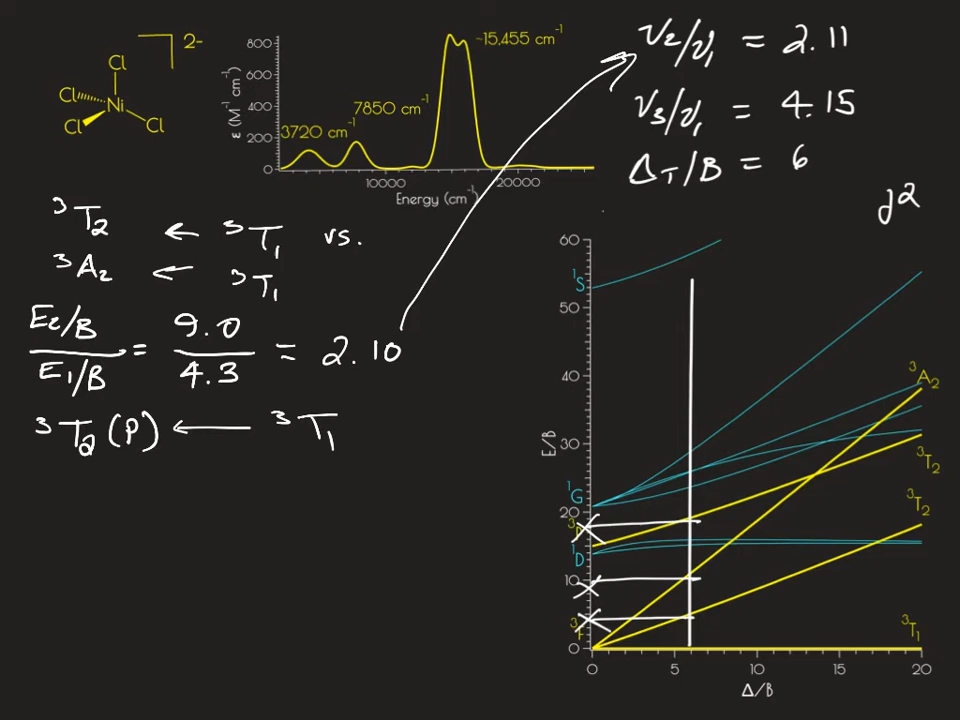 2-
Cl
Cl
Ni
Cl
Cl
ε (M⁻¹ cm⁻¹)
800
600
400
200
0
3720 cm⁻¹
7850 cm⁻¹
~15,455 cm⁻¹
10000
20000
Energy (cm⁻¹)
ν₂/ν₁ = 2.11
ν₃/ν₁ = 4.15
Δ_T/B = 6
d²
³T₂ ← ³T₁ vs.
³A₂ ← ³T₁
E₂/B / E₁/B = 9.0 / 4.3 = 2.10
³T₂(P) ← ³T₁
E/B
60
50
40
30
20
10
0
¹S
¹G
¹D
³F
³A₂
³T₂
³T₂
³T₁
0
5
10
15
20
Δ/B